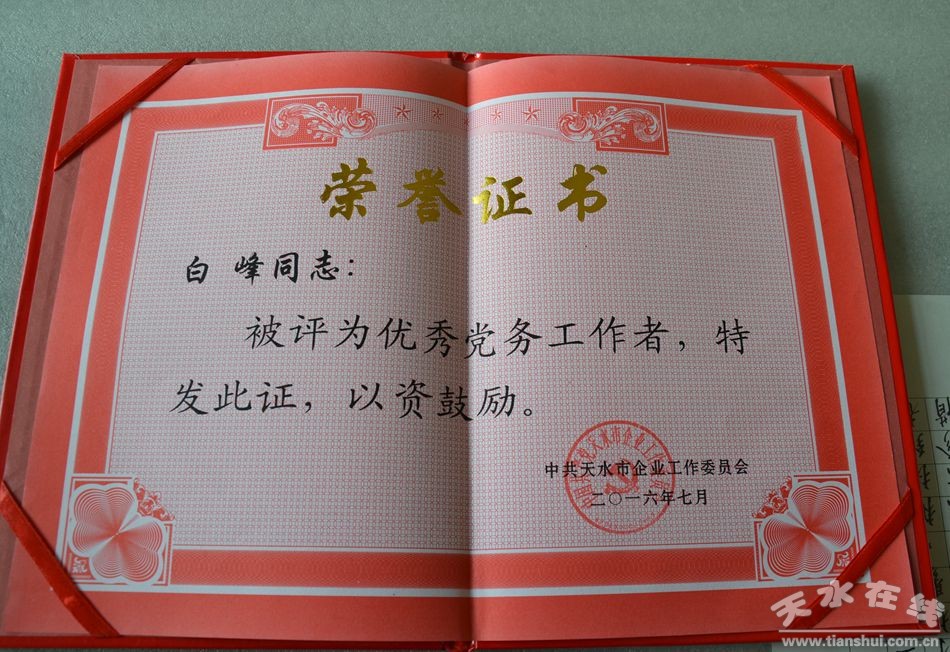 荣誉证书
白峰同志：
被评为优秀党务工作者，特
发此证，以资鼓励。
中共天水市企业工作委员会
二〇一六年七月
天水在线
www.tianshui.com.cn